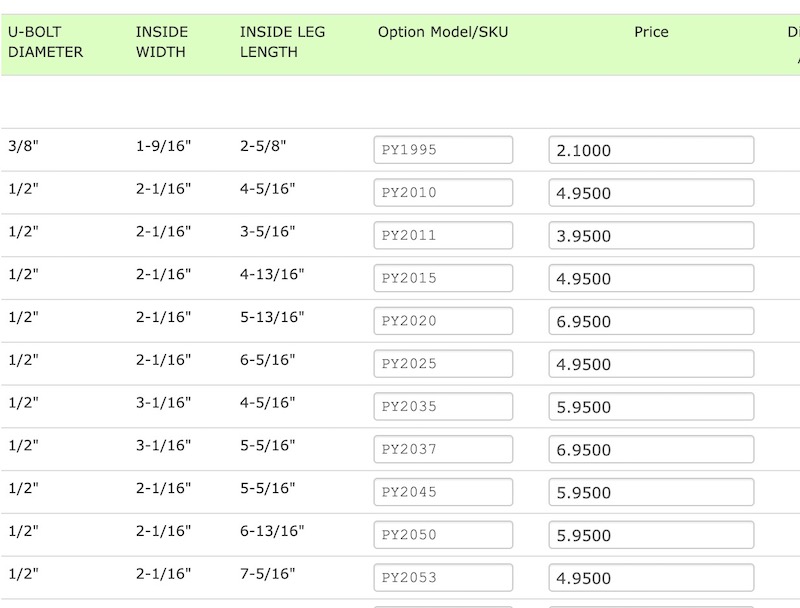 U-BOLT DIAMETER INSIDE WIDTH INSIDE LEG LENGTH Option Model/SKU Price
3/8" 1-9/16" 2-5/8" PY1995 2.1000
1/2" 2-1/16" 4-5/16" PY2010 4.9500
1/2" 2-1/16" 3-5/16" PY2011 3.9500
1/2" 2-1/16" 4-13/16" PY2015 4.9500
1/2" 2-1/16" 5-13/16" PY2020 6.9500
1/2" 2-1/16" 6-5/16" PY2025 4.9500
1/2" 3-1/16" 4-5/16" PY2035 5.9500
1/2" 3-1/16" 5-5/16" PY2037 6.9500
1/2" 2-1/16" 5-5/16" PY2045 5.9500
1/2" 2-1/16" 6-13/16" PY2050 5.9500
1/2" 2-1/16" 7-5/16" PY2053 4.9500